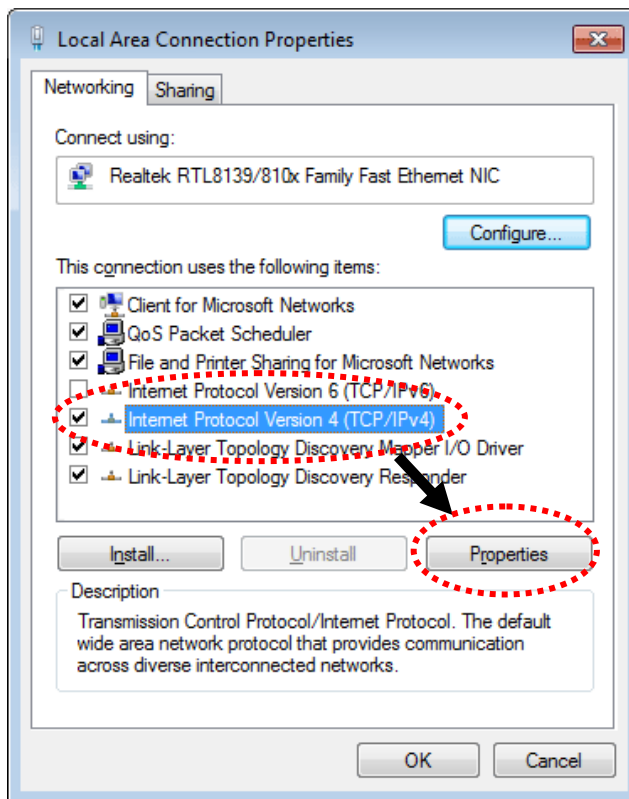 Local Area Connection Properties
Networking
Sharing
Connect using:
Realtek RTL8139/810x Family Fast Ethernet NIC
Configure...
This connection uses the following items:
Client for Microsoft Networks
QoS Packet Scheduler
File and Printer Sharing for Microsoft Networks
Internet Protocol Version 6 (TCP/IPv6)
Internet Protocol Version 4 (TCP/IPv4)
Link-Layer Topology Discovery Mapper I/O Driver
Link-Layer Topology Discovery Responder
Install...
Uninstall
Properties
Description
Transmission Control Protocol/Internet Protocol. The default
wide area network protocol that provides communication
across diverse interconnected networks.
OK
Cancel